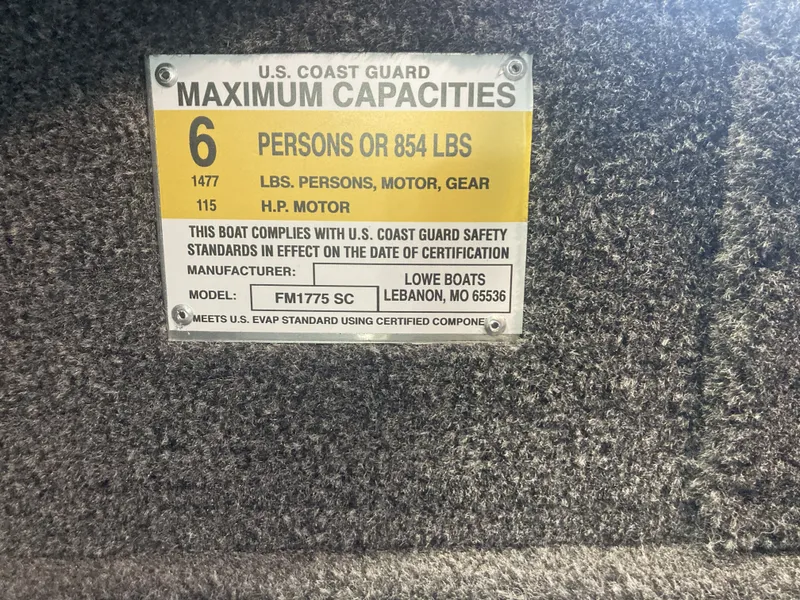 U.S. COAST GUARD
MAXIMUM CAPACITIES
6 PERSONS OR 854 LBS
1477 LBS. PERSONS, MOTOR, GEAR
115 H.P. MOTOR
THIS BOAT COMPLIES WITH U.S. COAST GUARD SAFETY
STANDARDS IN EFFECT ON THE DATE OF CERTIFICATION
MANUFACTURER: LOWE BOATS
MODEL: FM1775 SC LEBANON, MO 65536
MEETS U.S. EVAP STANDARD USING CERTIFIED COMPONE